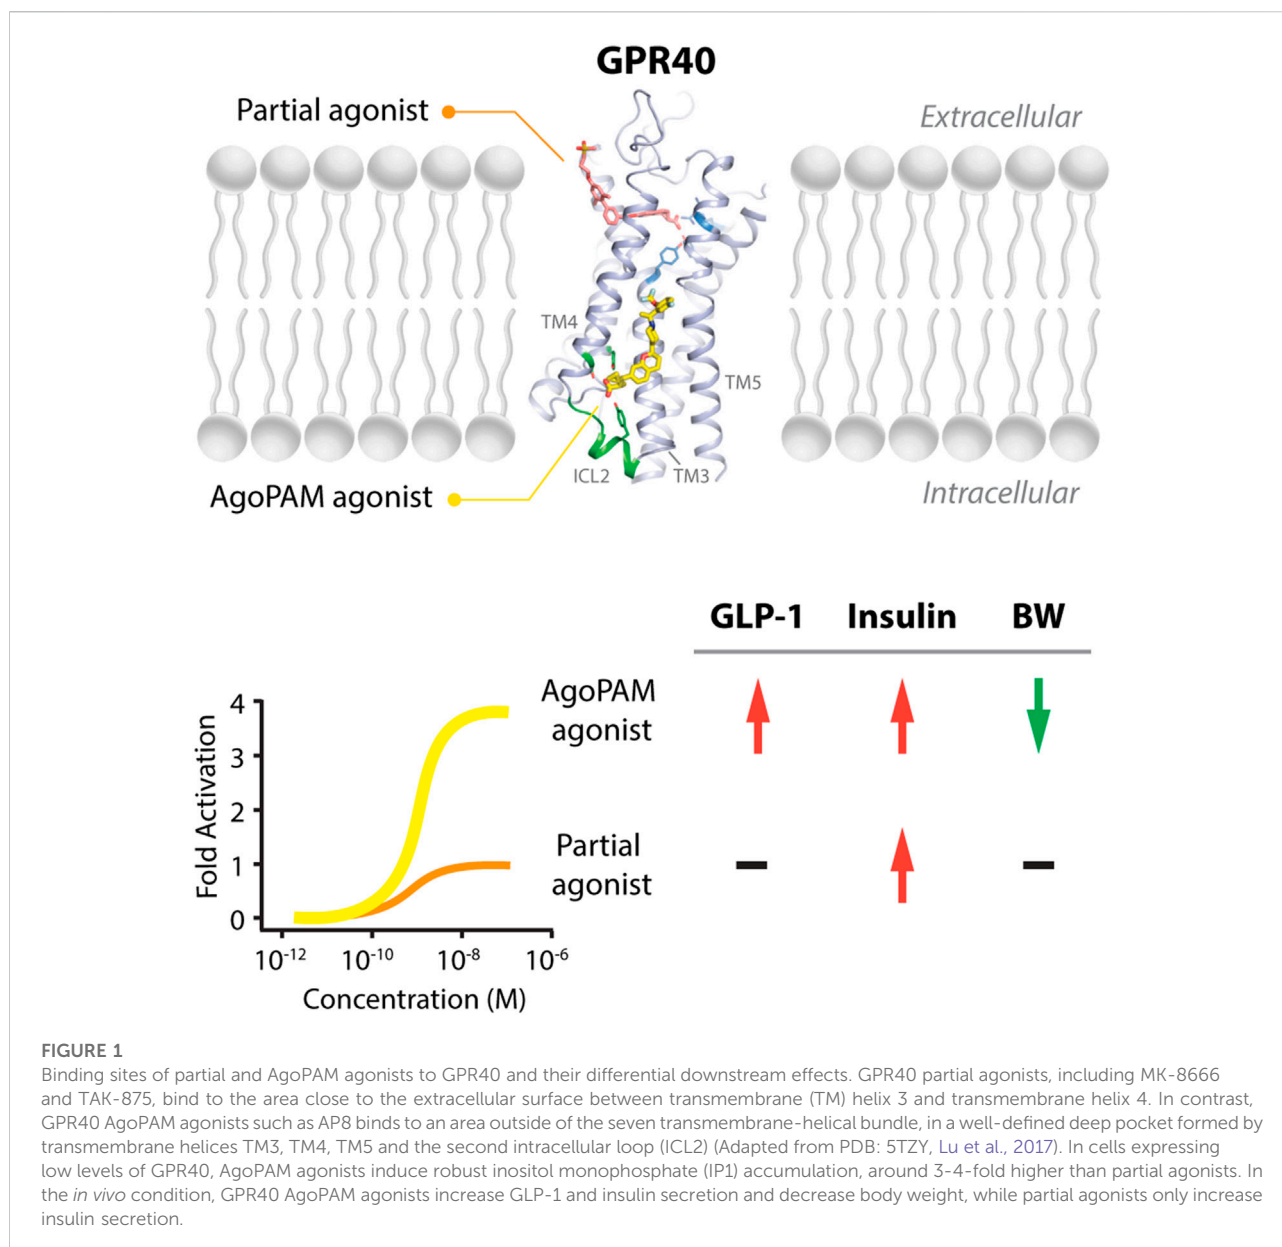 GPR40
Partial agonist
Extracellular
TM4
TM5
ICL2
TM3
AgoPAM agonist
Intracellular
GLP-1 Insulin BW
AgoPAM
agonist
Partial
agonist
Fold Activation
4
3
2
1
0
10-12 10-10 10-8 10-6
Concentration (M)
FIGURE 1
Binding sites of partial and AgoPAM agonists to GPR40 and their differential downstream effects. GPR40 partial agonists, including MK-8666
and TAK-875, bind to the area close to the extracellular surface between transmembrane (TM) helix 3 and transmembrane helix 4. In contrast,
GPR40 AgoPAM agonists such as AP8 binds to an area outside of the seven transmembrane-helical bundle, in a well-defined deep pocket formed by
transmembrane helices TM3, TM4, TM5 and the second intracellular loop (ICL2) (Adapted from PDB: 5TZY, Lu et al., 2017). In cells expressing
low levels of GPR40, AgoPAM agonists induce robust inositol monophosphate (IP1) accumulation, around 3-4-fold higher than partial agonists. In
the in vivo condition, GPR40 AgoPAM agonists increase GLP-1 and insulin secretion and decrease body weight, while partial agonists only increase
insulin secretion.